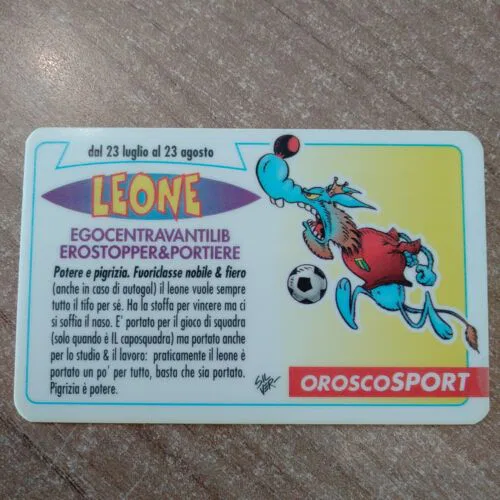 dal 23 luglio al 23 agosto
LEONE
EGOCENTRAVANTILIB
EROSTOPPER&PORTIERE
Potere e pigrizia. Fuoriclasse nobile & fiero
(anche in caso di autogol) il leone vuole sempre
tutto il tifo per sé. Ha la stoffa per vincere ma ci
si soffia il naso. E' portato per il gioco di squadra
(solo quando è IL caposquadra) ma portato anche
per lo studio & il lavoro: praticamente il leone è
portato un po' per tutto, basta che sia portato.
Pigrizia è potere.
OROSCOSPORT